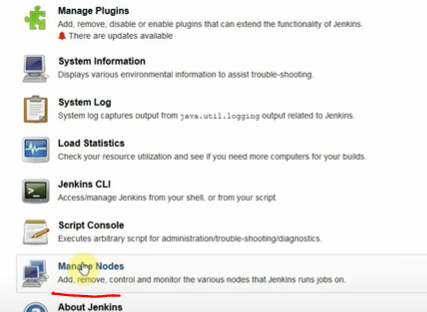 Manage Plugins
Add, remove, disable or enable plugins that can extend the functionality of Jenkins.
There are updates available
System Information
Displays various environmental information to assist trouble-shooting.
System Log
System log captures output from java.util.logging output related to Jenkins.
Load Statistics
Check your resource utilization and see if you need more computers for your builds.
Jenkins CLI
Access/manage Jenkins from your shell, or from your script.
Script Console
Executes arbitrary script for administration/trouble-shooting/diagnostics.
Manage Nodes
Add, remove, control and monitor the various nodes that Jenkins runs jobs on.
About Jenkins